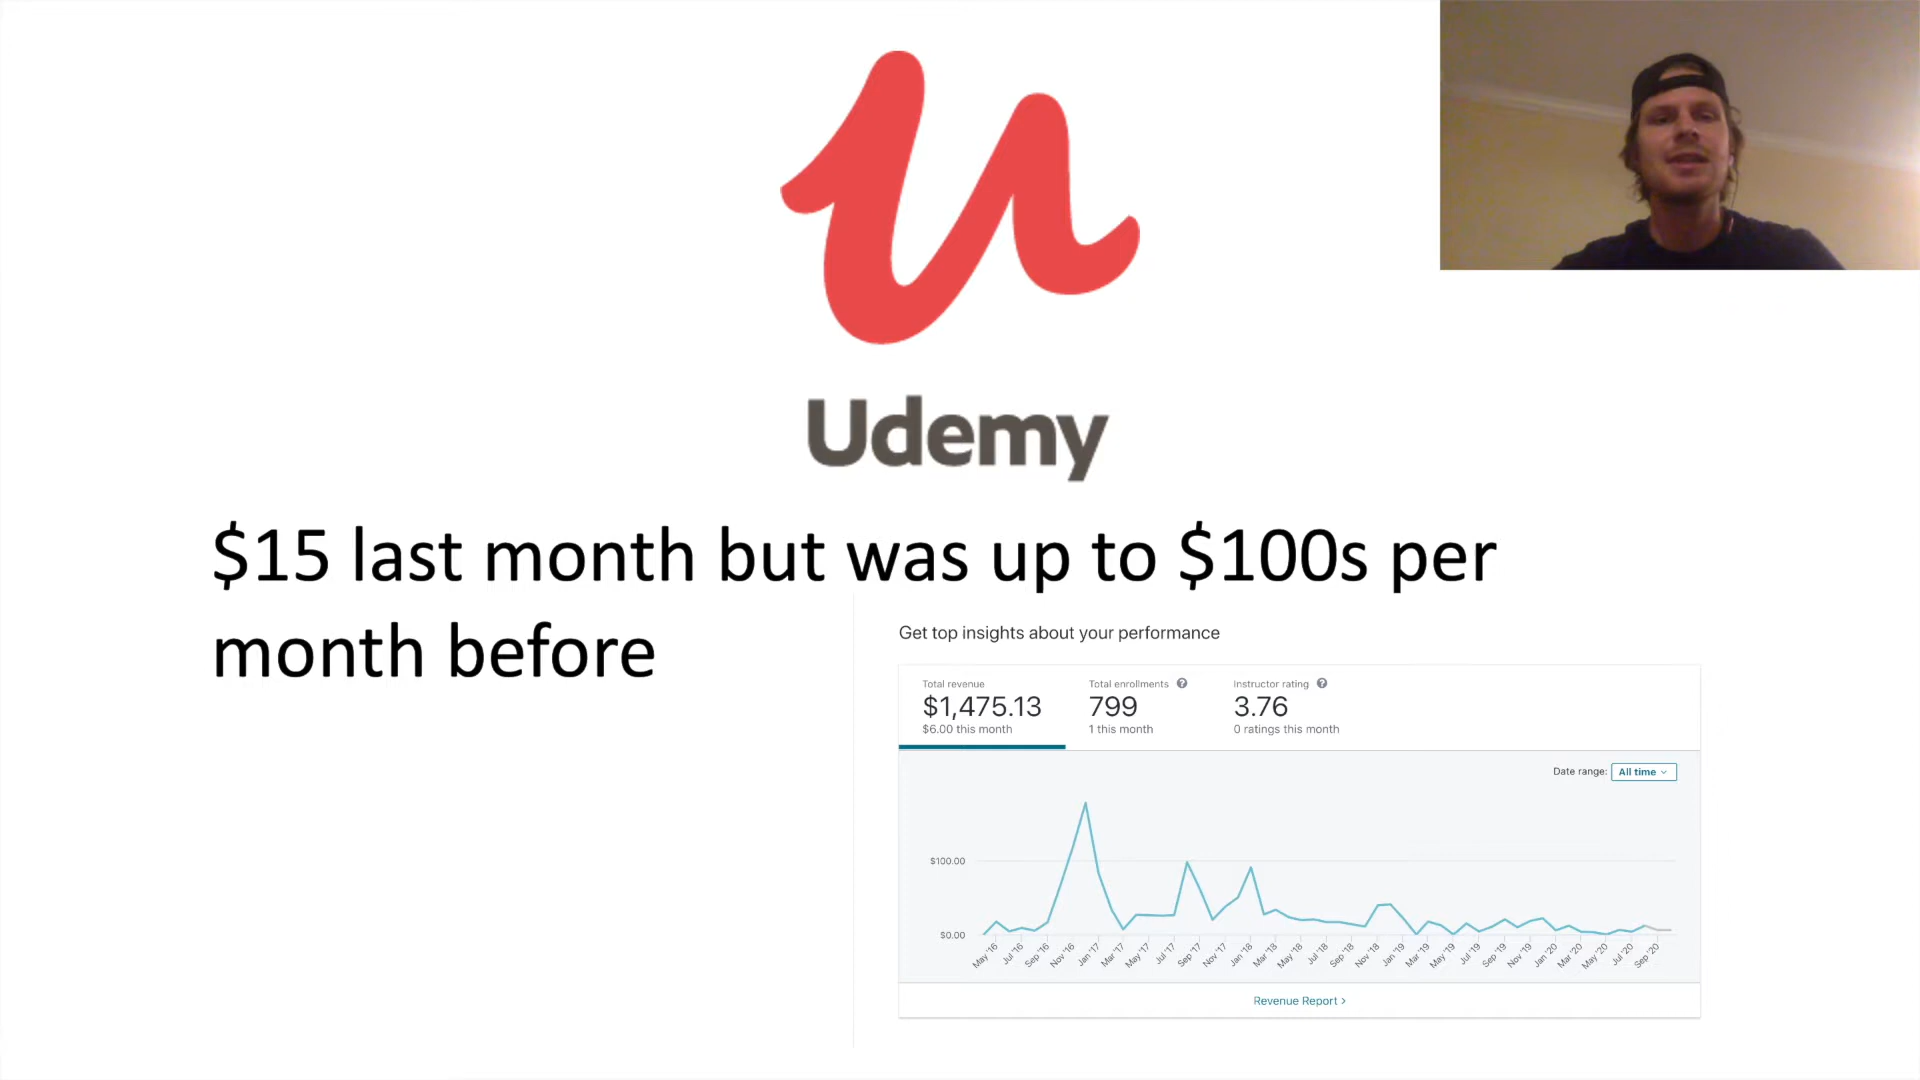 Udemy
$15 last month but was up to $100s per
month before
Get top insights about your performance
Total revenue
$1,475.13
$6.00 this month
Total enrollments ?
799
1 this month
Instructor rating ?
3.76
0 ratings this month
Date range: All time
$100.00
$0.00
May '16 Jul '16 Sep '16 Nov '16 Jan '17 Mar '17 May '17 Jul '17 Sep '17 Nov '17 Jan '18 Mar '18 May '18 Jul '18 Sep '18 Nov '18 Jan '19 Mar '19 May '19 Jul '19 Sep '19 Nov '19 Jan '20 Mar '20 May '20 Jul '20 Sep '20
Revenue Report >